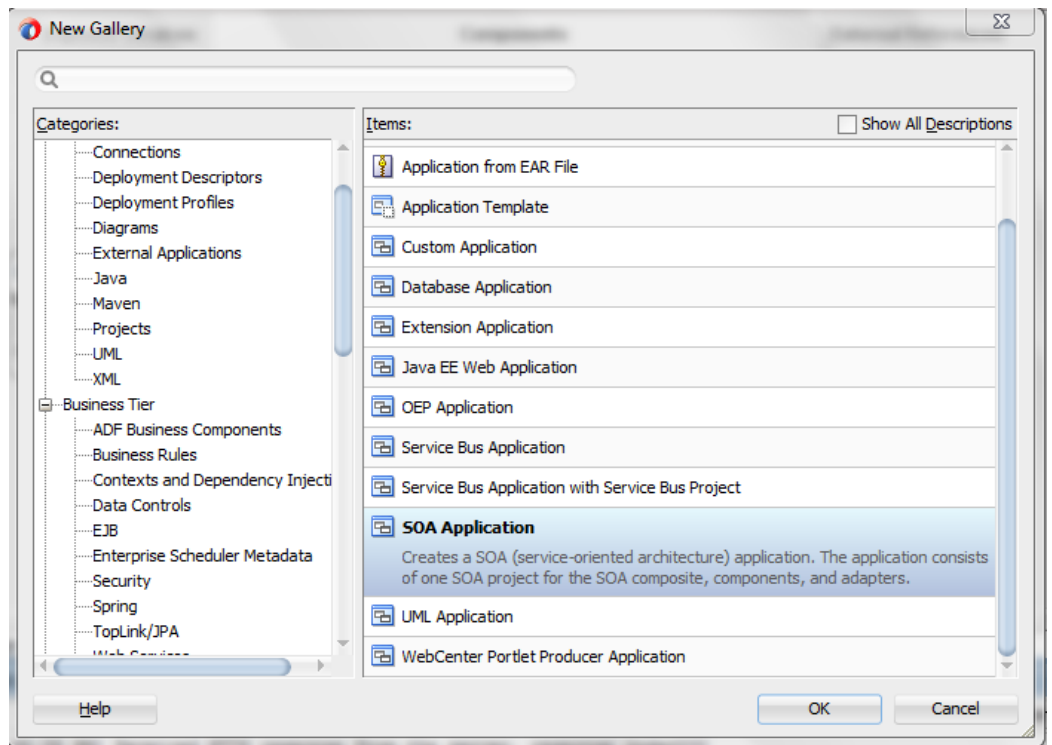 New Gallery
Categories:
Connections
Deployment Descriptors
Deployment Profiles
Diagrams
External Applications
Java
Maven
Projects
UML
XML
Business Tier
ADF Business Components
Business Rules
Contexts and Dependency Injecti
Data Controls
EJB
Enterprise Scheduler Metadata
Security
Spring
TopLink/JPA
Items:
Show All Descriptions
Application from EAR File
Application Template
Custom Application
Database Application
Extension Application
Java EE Web Application
OEP Application
Service Bus Application
Service Bus Application with Service Bus Project
SOA Application
Creates a SOA (service-oriented architecture) application. The application consists
of one SOA project for the SOA composite, components, and adapters.
UML Application
WebCenter Portlet Producer Application
Help
OK
Cancel